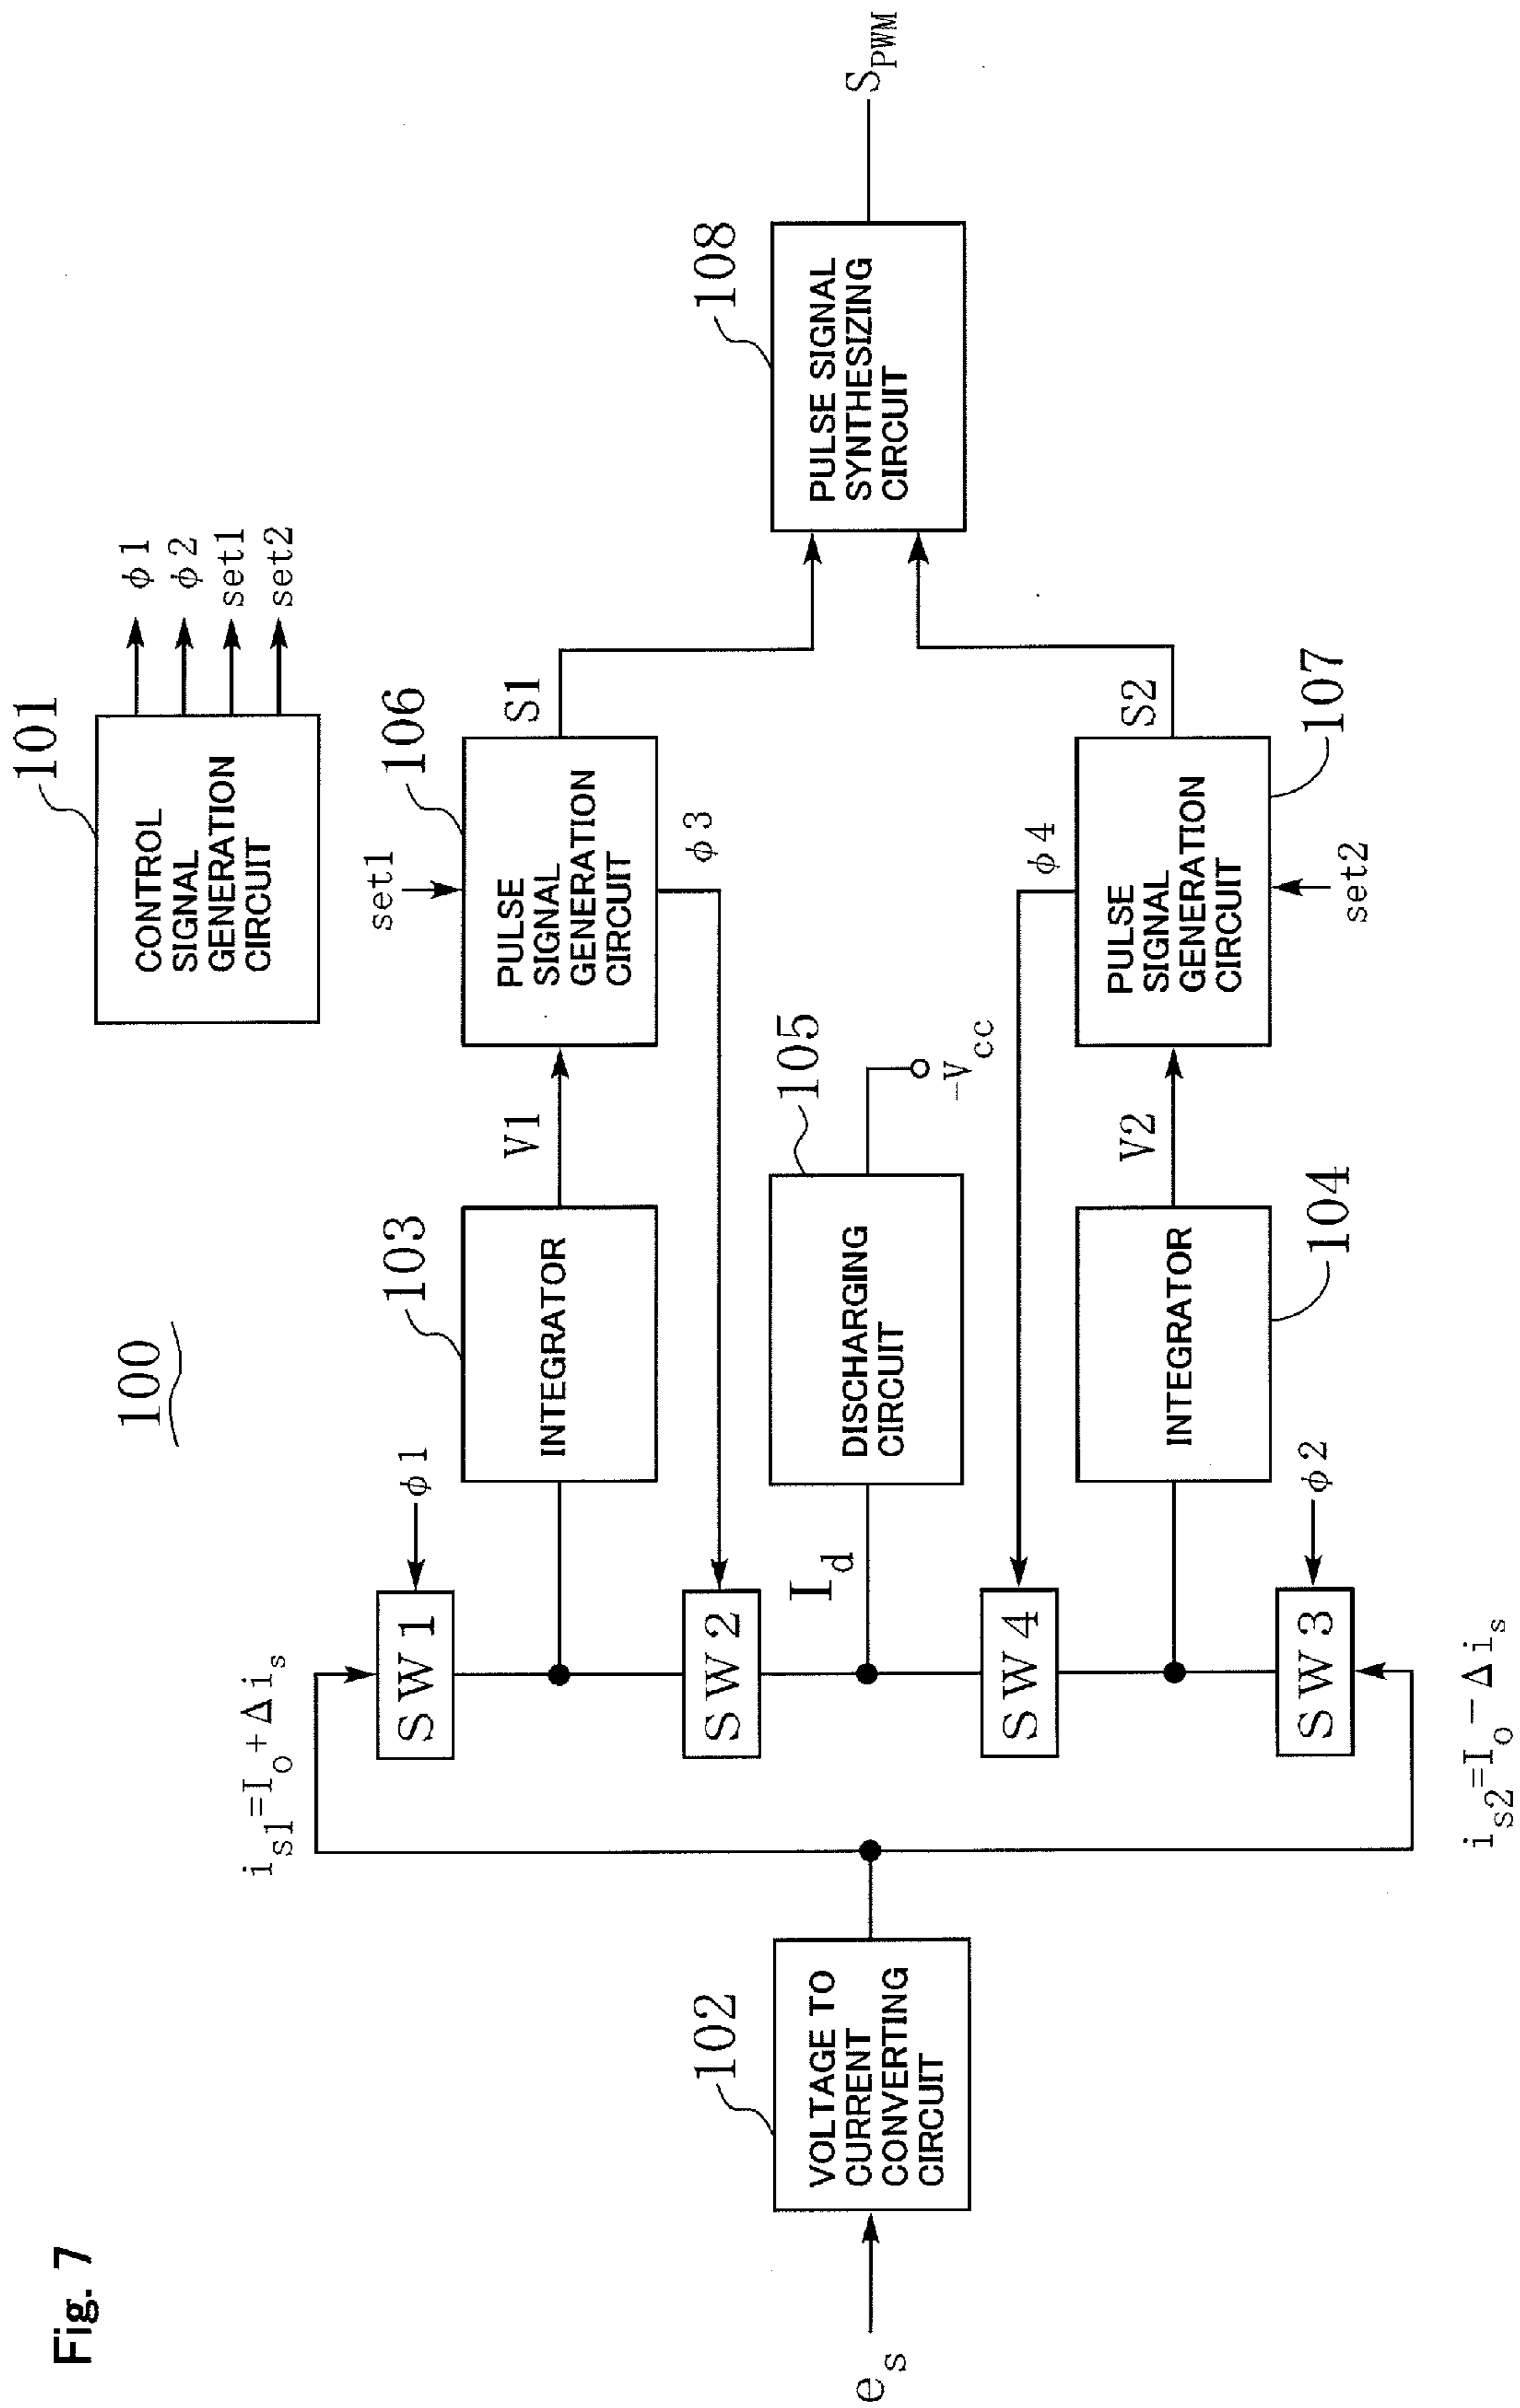 Fig. 7
100
101
CONTROL
SIGNAL
GENERATION
CIRCUIT
φ1
φ2
set1
set2
i_s1=I_o+Δi_s
φ1
SW1
103
INTEGRATOR
V1
set1
106
PULSE
SIGNAL
GENERATION
CIRCUIT
S1
φ3
SW2
e_s
102
VOLTAGE TO
CURRENT
CONVERTING
CIRCUIT
I_d
105
DISCHARGING
CIRCUIT
-V_cc
108
PULSE SIGNAL
SYNTHESIZING
CIRCUIT
S_PWM
SW4
φ4
104
INTEGRATOR
V2
107
PULSE
SIGNAL
GENERATION
CIRCUIT
S2
set2
SW3
φ2
i_s2=I_o-Δi_s